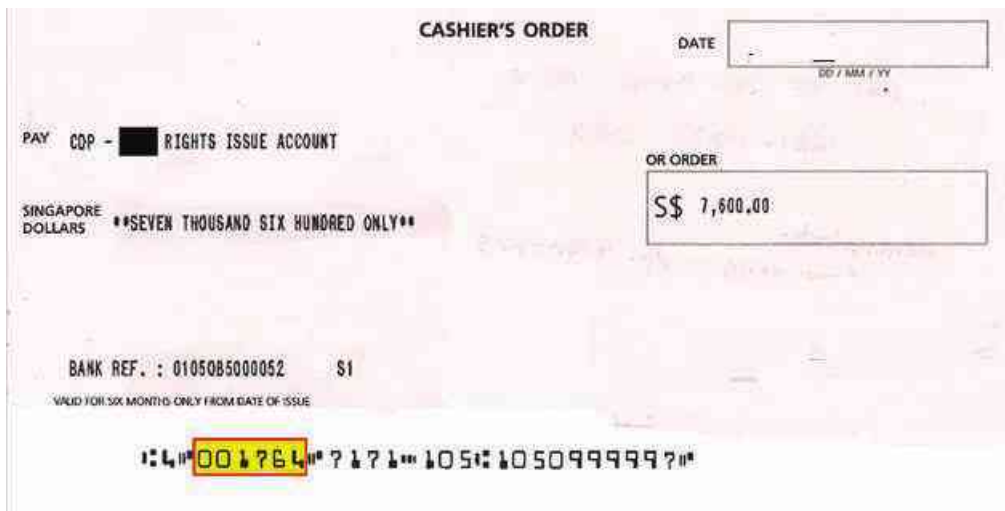 CASHIER'S ORDER
DATE
DD / MM / YY
PAY COP - RIGHTS ISSUE ACCOUNT
OR ORDER
SINGAPORE DOLLARS **SEVEN THOUSAND SIX HUNDRED ONLY**
S$ 7,600.00
BANK REF. : 01050B5000052 S1
VALID FOR SIX MONTHS ONLY FROM DATE OF ISSUE
⑆4⑈001764⑈7171⑉105⑆1050999997⑈